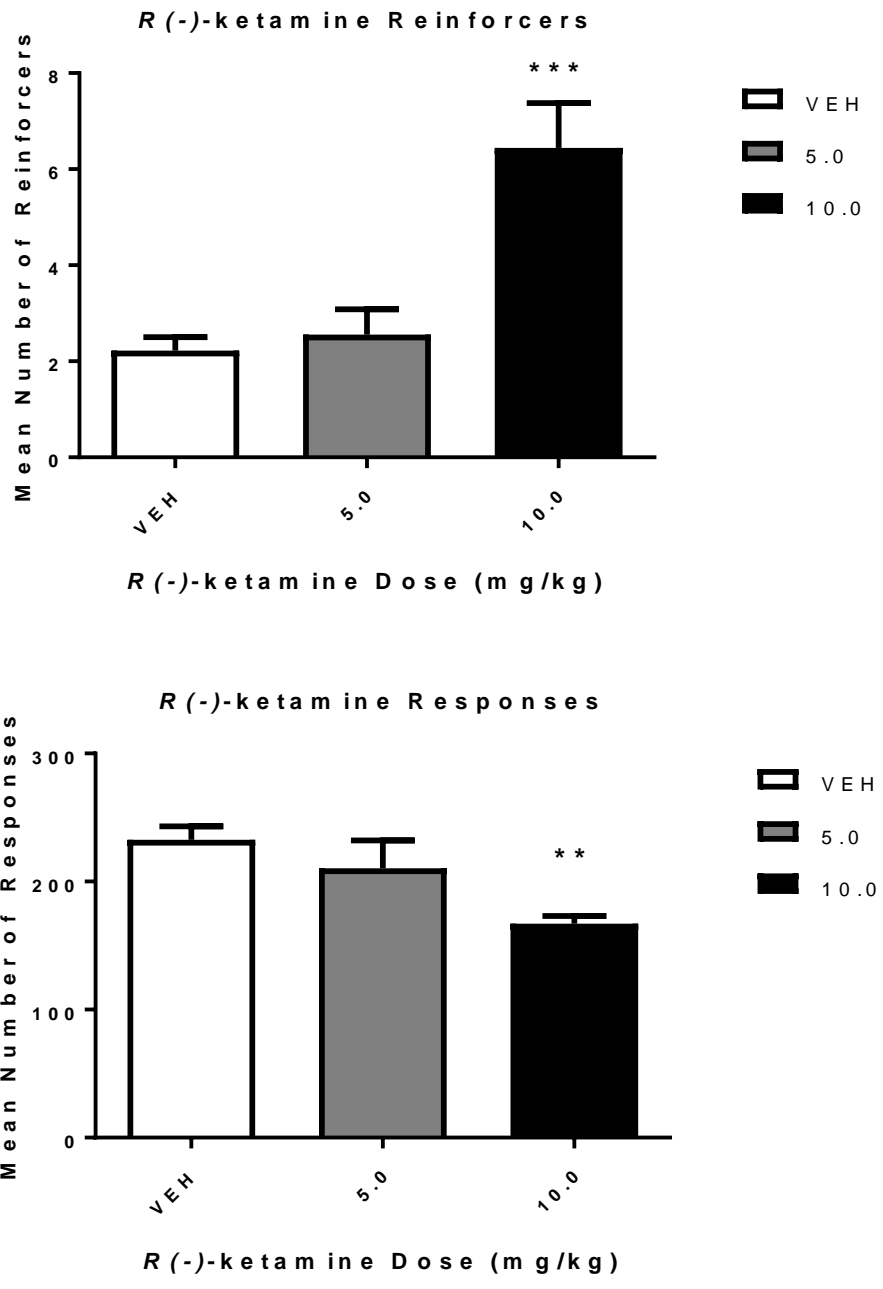 R(-)-ketamine Reinforcers
Mean Number of Reinforcers
8
6
4
2
0
***
VEH
5.0
10.0
R(-)-ketamine Dose (mg/kg)
VEH
5.0
10.0
R(-)-ketamine Responses
Mean Number of Responses
300
200
100
0
**
VEH
5.0
10.0
R(-)-ketamine Dose (mg/kg)
VEH
5.0
10.0